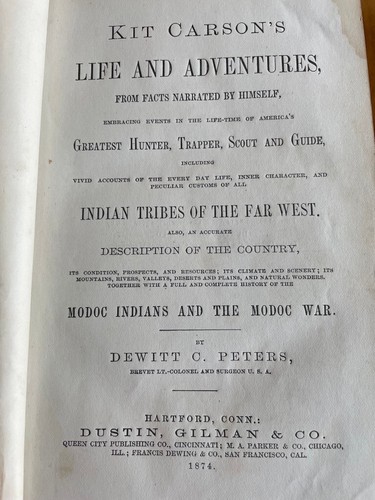 KIT CARSON'S
LIFE AND ADVENTURES,
FROM FACTS NARRATED BY HIMSELF,
EMBRACING EVENTS IN THE LIFE-TIME OF AMERICA'S
GREATEST HUNTER, TRAPPER, SCOUT AND GUIDE,
INCLUDING
VIVID ACCOUNTS OF THE EVERY DAY LIFE, INNER CHARACTER, AND
PECULIAR CUSTOMS OF ALL
INDIAN TRIBES OF THE FAR WEST.
ALSO, AN ACCURATE
DESCRIPTION OF THE COUNTRY,
ITS CONDITION, PROSPECTS, AND RESOURCES; ITS CLIMATE AND SCENERY; ITS
MOUNTAINS, RIVERS, VALLEYS, DESERTS AND PLAINS, AND NATURAL WONDERS.
TOGETHER WITH A FULL AND COMPLETE HISTORY OF THE
MODOC INDIANS AND THE MODOC WAR.
BY
DEWITT C. PETERS,
BREVET LT.-COLONEL AND SURGEON U. S. A.
HARTFORD, CONN.:
DUSTIN, GILMAN & CO.
QUEEN CITY PUBLISHING CO., CINCINNATI; M. A. PARKER & CO., CHICAGO,
ILL.; FRANCIS DEWING & CO., SAN FRANCISCO, CAL.
1874.